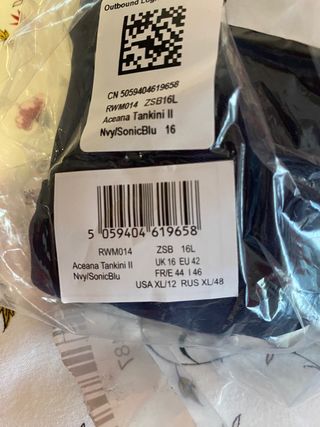 Outbound Log
CN 5059404619658
RWM014 ZSB16L
Aceana Tankini II
Nvy/SonicBlu 16
5 059404 619658
RWM014 ZSB 16L
Aceana Tankini II UK 16 EU 42
Nvy/SonicBlu FR/E 44 I 46
USA XL/12 RUS XL/48